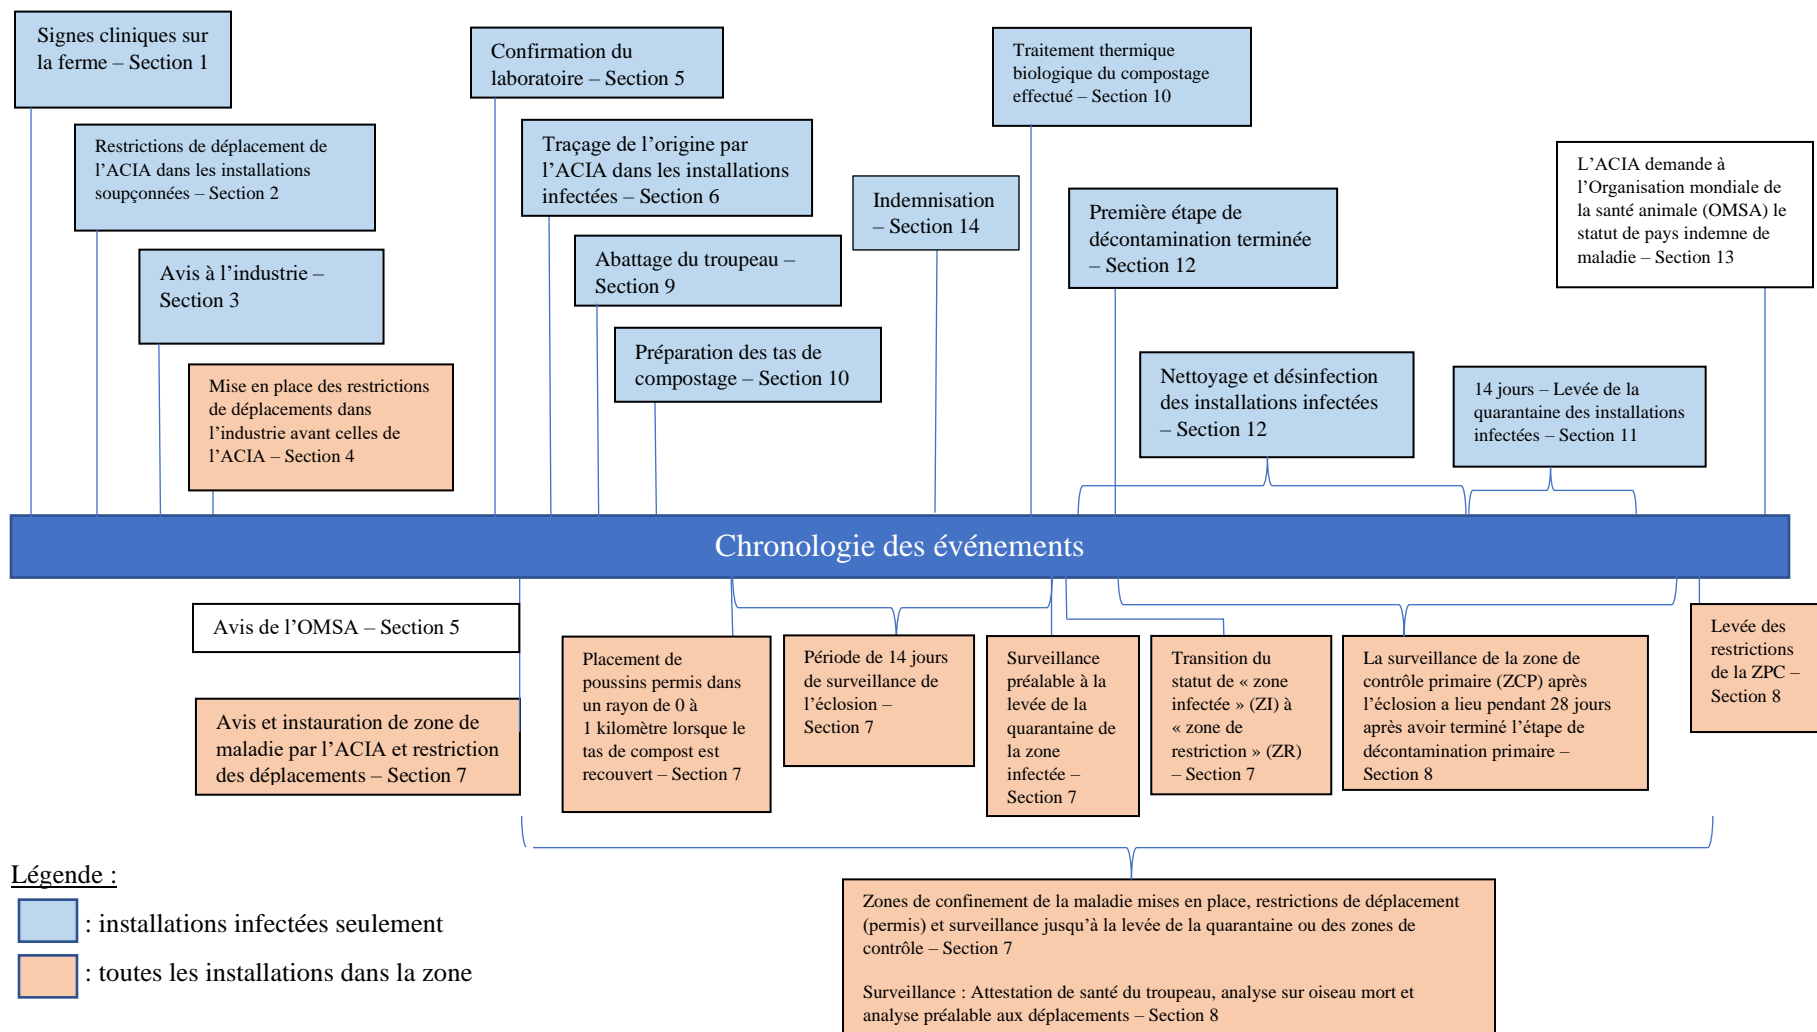 Signes cliniques sur
la ferme – Section 1
Restrictions de déplacement de
l’ACIA dans les installations
soupçonnées – Section 2
Avis à l’industrie –
Section 3
Mise en place des restrictions
de déplacements dans
l’industrie avant celles de
l’ACIA – Section 4
Confirmation du
laboratoire – Section 5
Traçage de l’origine par
l’ACIA dans les installations
infectées – Section 6
Abattage du troupeau –
Section 9
Préparation des tas de
compostage – Section 10
Indemnisation
– Section 14
Traitement thermique
biologique du compostage
effectué – Section 10
Première étape de
décontamination terminée
– Section 12
Nettoyage et désinfection
des installations infectées
– Section 12
14 jours – Levée de la
quarantaine des installations
infectées – Section 11
L’ACIA demande à
l’Organisation mondiale de
la santé animale (OMSA) le
statut de pays indemne de
maladie – Section 13
Chronologie des événements
Avis de l’OMSA – Section 5
Avis et instauration de zone de
maladie par l’ACIA et restriction
des déplacements – Section 7
Placement de
poussins permis dans
un rayon de 0 à
1 kilomètre lorsque le
tas de compost est
recouvert – Section 7
Période de 14 jours
de surveillance de
l’éclosion –
Section 7
Surveillance
préalable à la
levée de la
quarantaine de
la zone
infectée –
Section 7
Transition du
statut de « zone
infectée » (ZI) à
« zone de
restriction » (ZR)
– Section 7
La surveillance de la zone de
contrôle primaire (ZCP) après
l’éclosion a lieu pendant 28 jours
après avoir terminé l’étape de
décontamination primaire –
Section 8
Levée des
restrictions
de la ZPC –
Section 8
Zones de confinement de la maladie mises en place, restrictions de déplacement
(permis) et surveillance jusqu’à la levée de la quarantaine ou des zones de
contrôle – Section 7
Surveillance : Attestation de santé du troupeau, analyse sur oiseau mort et
analyse préalable aux déplacements – Section 8
Légende :
: installations infectées seulement
: toutes les installations dans la zone